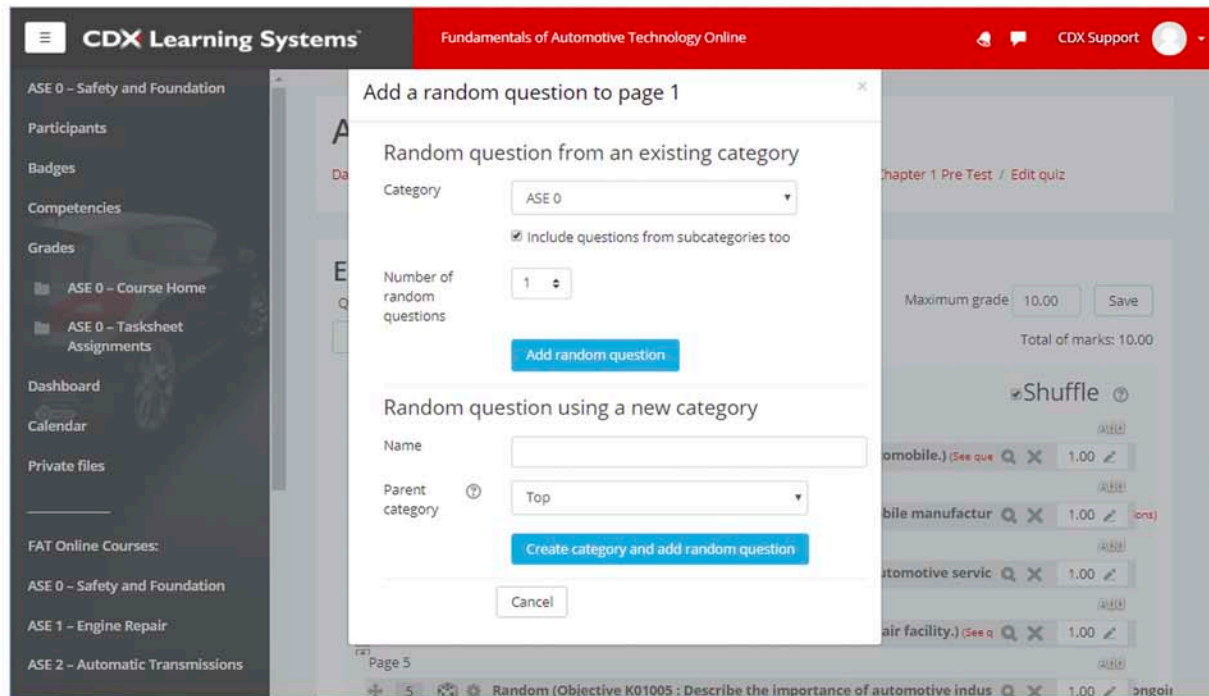 CDX Learning Systems
Fundamentals of Automotive Technology Online
CDX Support
ASE 0 – Safety and Foundation
Participants
Badges
Competencies
Grades
ASE 0 – Course Home
ASE 0 – Tasksheet
Assignments
Dashboard
Calendar
Private files
FAT Online Courses:
ASE 0 – Safety and Foundation
ASE 1 – Engine Repair
ASE 2 – Automatic Transmissions
Add a random question to page 1
×
Random question from an existing category
Category
ASE 0
Include questions from subcategories too
Number of
random
questions
1
Add random question
Random question using a new category
Name
Parent
category
Top
Create category and add random question
Cancel
Chapter 1 Pre Test / Edit quiz
Maximum grade 10.00 Save
Total of marks: 10.00
Shuffle
omobile.) (See que 1.00
bile manufactur 1.00 ions)
utomotive servic 1.00
air facility.) (See q 1.00
Page 5
5 Random (Objective K01005 : Describe the importance of automotive indus 1.00 ongoin